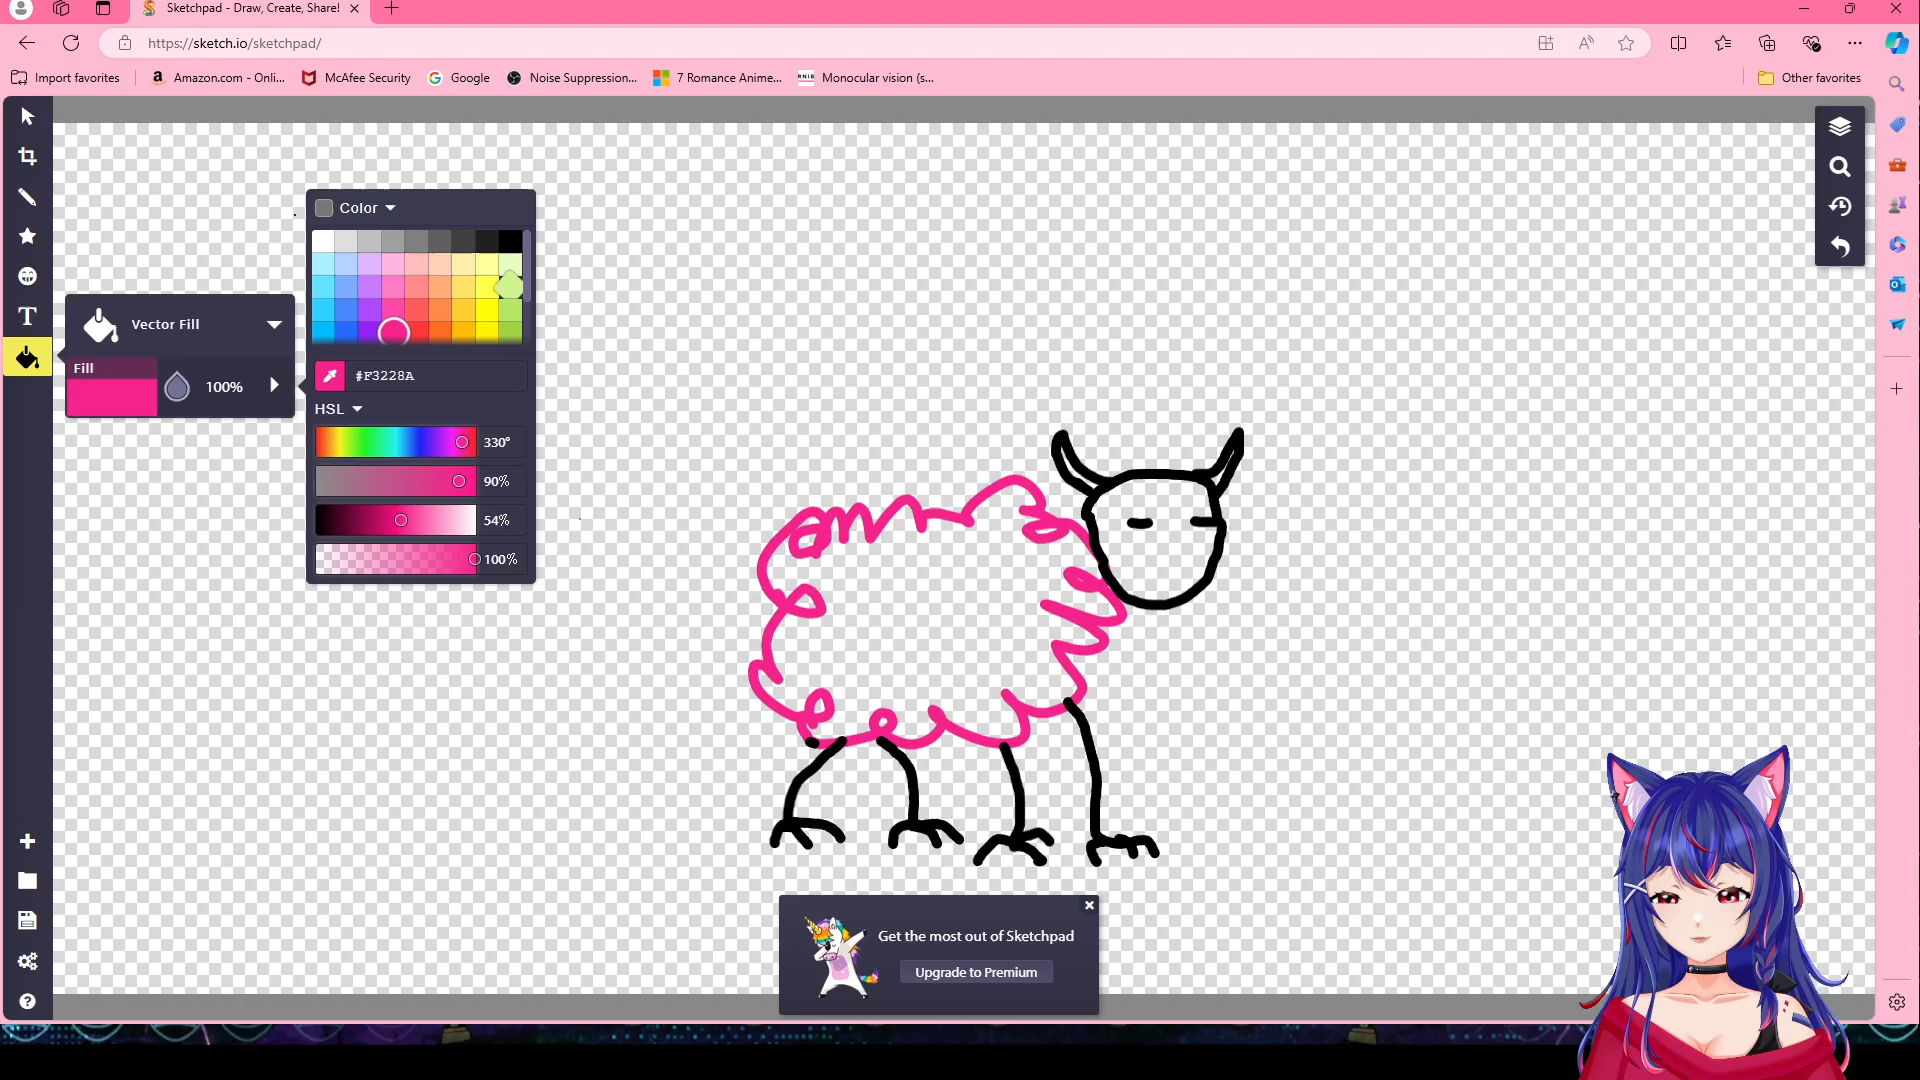 Sketchpad - Draw, Create, Share!
https://sketch.io/sketchpad/
Import favorites
Amazon.com - Onli...
McAfee Security
Google
Noise Suppression...
7 Romance Anime...
RNIB
Monocular vision (s...
Other favorites
Color
T
Vector Fill
Fill
100%
#F3228A
HSL
330°
90%
54%
100%
Get the most out of Sketchpad
Upgrade to Premium